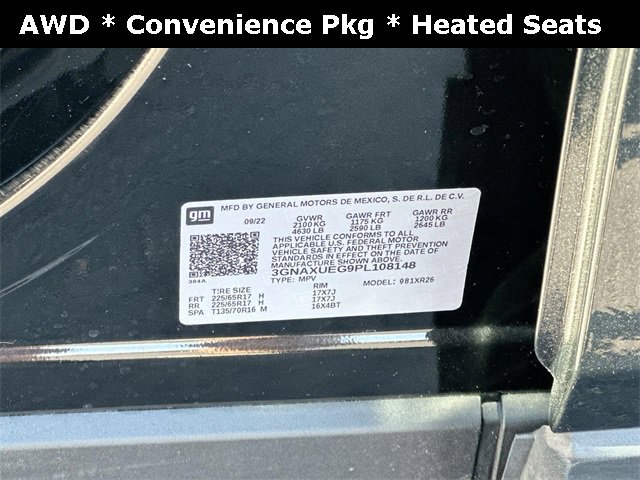 AWD * Convenience Pkg * Heated Seats
gm
MFD BY GENERAL MOTORS DE MEXICO, S. DE R.L. DE C.V.
09/22 GVWR GAWR FRT GAWR RR
2100 KG 1175 KG 1200 KG
4630 LB 2590 LB 2645 LB
THIS VEHICLE CONFORMS TO ALL
APPLICABLE U.S. FEDERAL MOTOR
VEHICLE SAFETY AND THEFT PREVENTION
STANDARDS IN EFFECT ON THE DATE OF
MANUFACTURE SHOWN ABOVE.
3GNAXUEG9PL108148
384A TYPE: MPV MODEL: 981XR26
TIRE SIZE RIM
FRT 225/65R17 H 17X7J
RR 225/65R17 H 17X7J
SPA T135/70R16 M 16X4BT